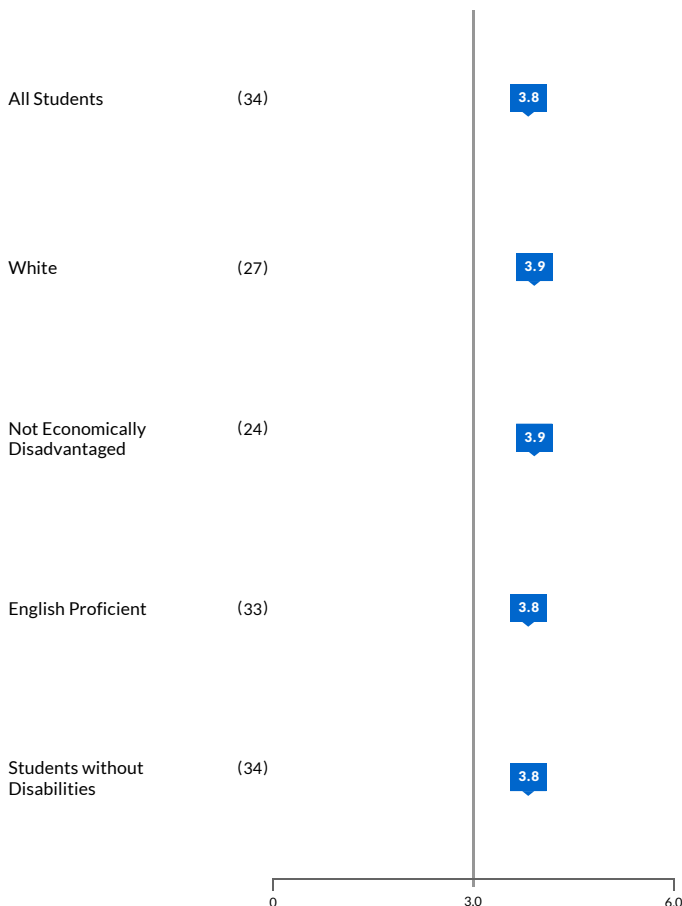 All Students (34) 3.8
White (27) 3.9
Not Economically (24)
Disadvantaged 3.9
English Proficient (33) 3.8
Students without (34)
Disabilities 3.8
0 3.0 6.0